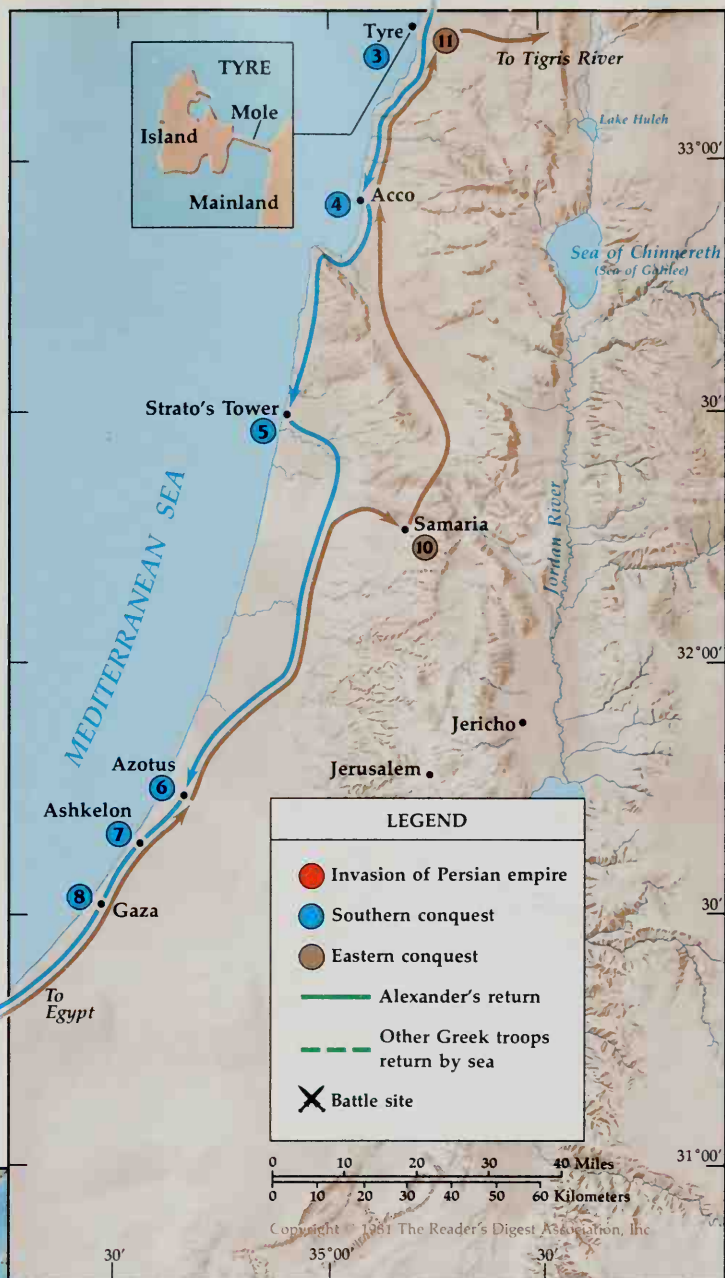 Tyre
3
11
To Tigris River
TYRE
Mole
Island
Mainland
Lake Huleh
33°00'
4
Acco
Sea of Chinnereth
(Sea of Galilee)
30'
Strato's Tower
5
Samaria
10
Jordan River
MEDITERRANEAN SEA
32°00'
Jericho
Azotus
6
Jerusalem
Ashkelon
7
8
Gaza
To
Egypt
30'
LEGEND
Invasion of Persian empire
Southern conquest
Eastern conquest
Alexander's return
Other Greek troops
return by sea
Battle site
31°00'
0 10 20 30 40 Miles
0 10 20 30 40 50 60 Kilometers
Copyright © 1981 The Reader's Digest Association, Inc
30'
35°00'
30'